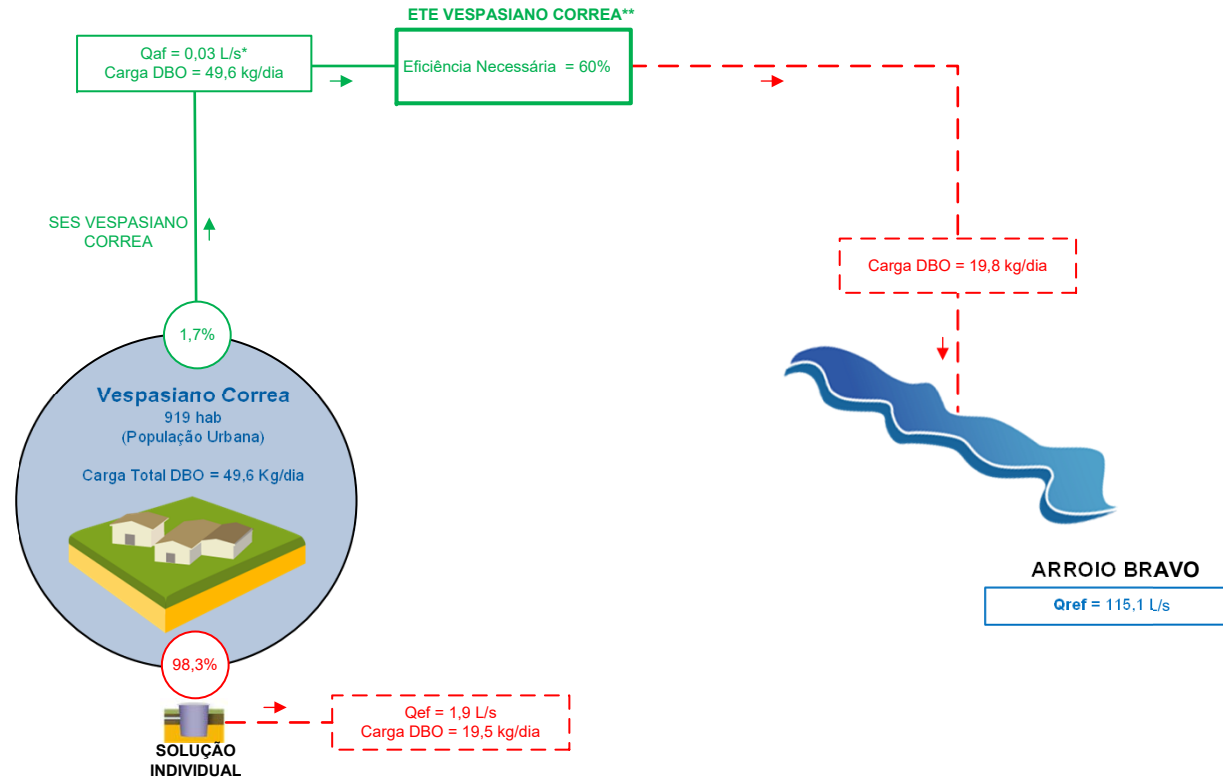 ETE VESPASIANO CORREA**
Qaf = 0,03 L/s*
Carga DBO = 49,6 kg/dia
Eficiência Necessária = 60%
SES VESPASIANO
CORREA
Carga DBO = 19,8 kg/dia
1,7%
Vespasiano Correa
919 hab
(População Urbana)
Carga Total DBO = 49,6 Kg/dia
ARROIO BRAVO
Qref = 115,1 L/s
98,3%
Qef = 1,9 L/s
Carga DBO = 19,5 kg/dia
SOLUÇÃO
INDIVIDUAL